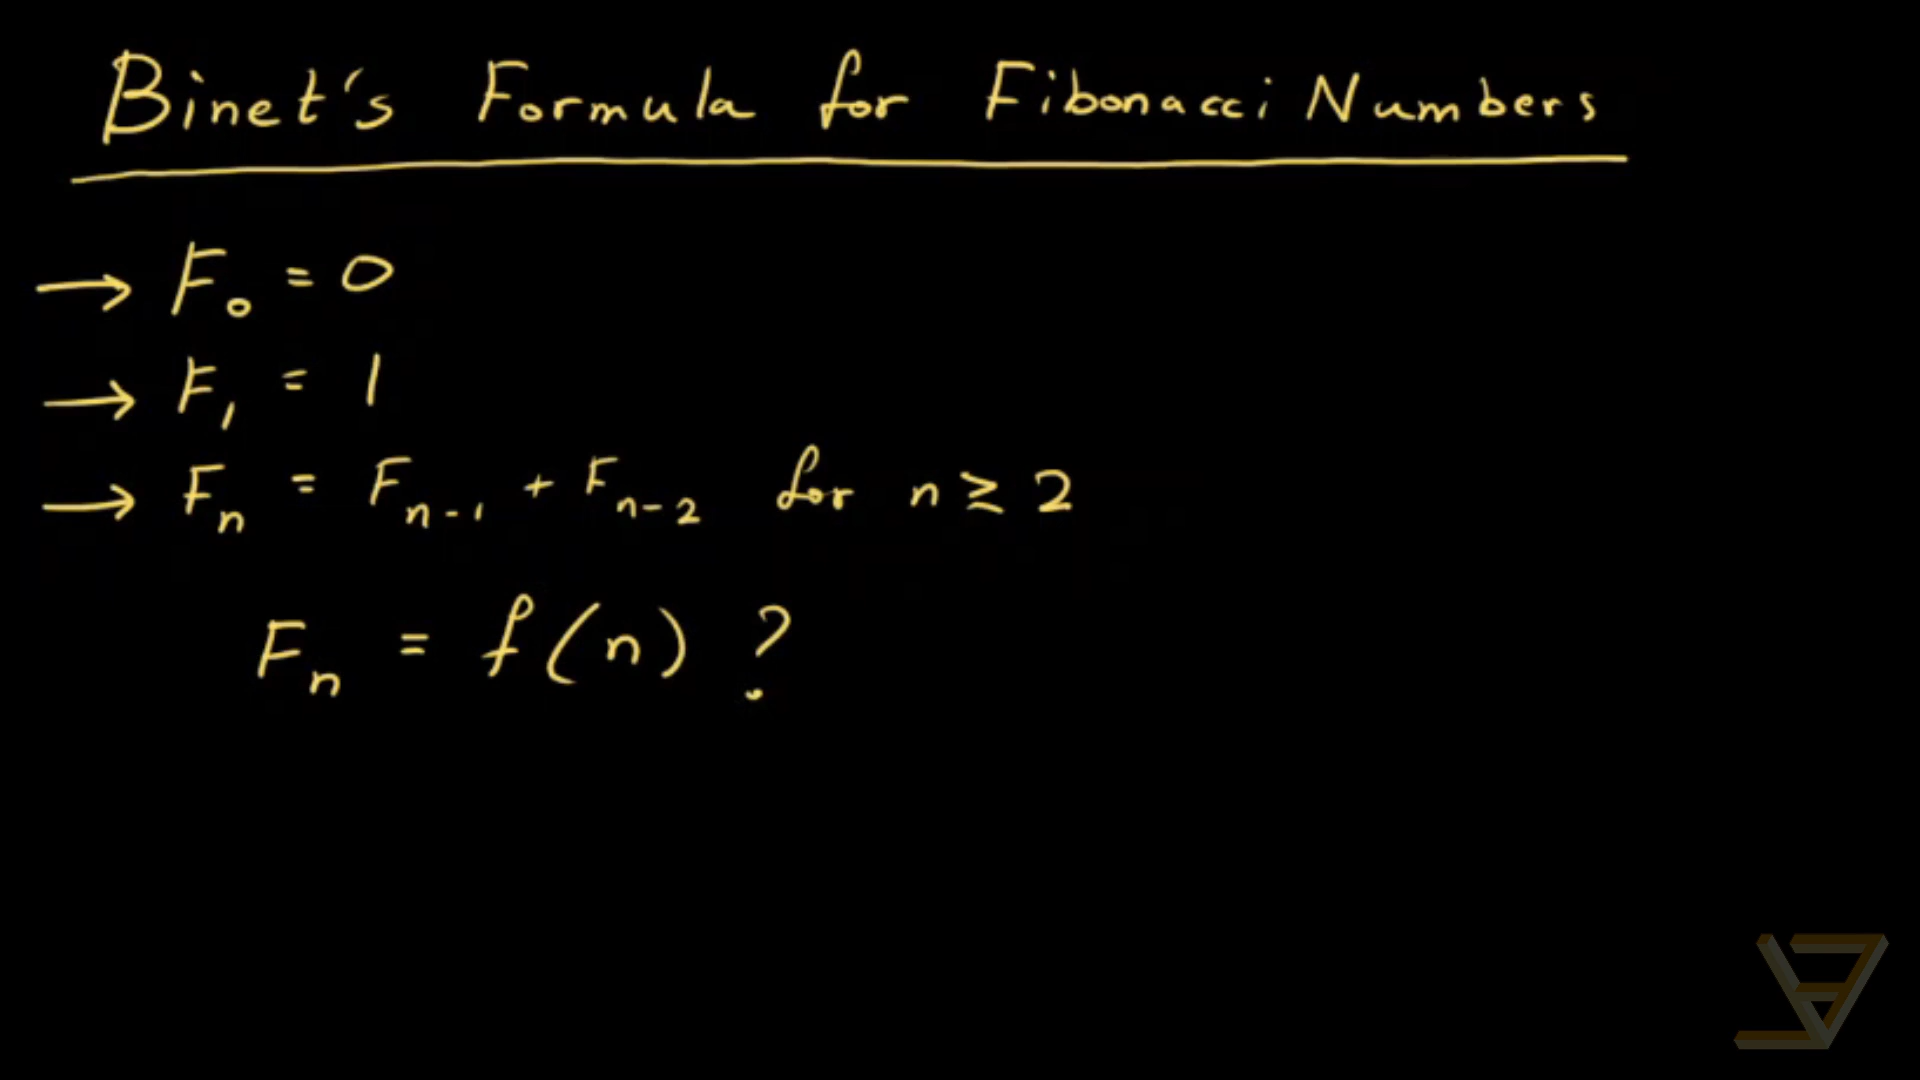 Binet's Formula for Fibonacci Numbers
→ F₀ = 0
→ F₁ = 1
→ Fₙ = Fₙ₋₁ + Fₙ₋₂ for n ≥ 2
Fₙ = f(n) ?